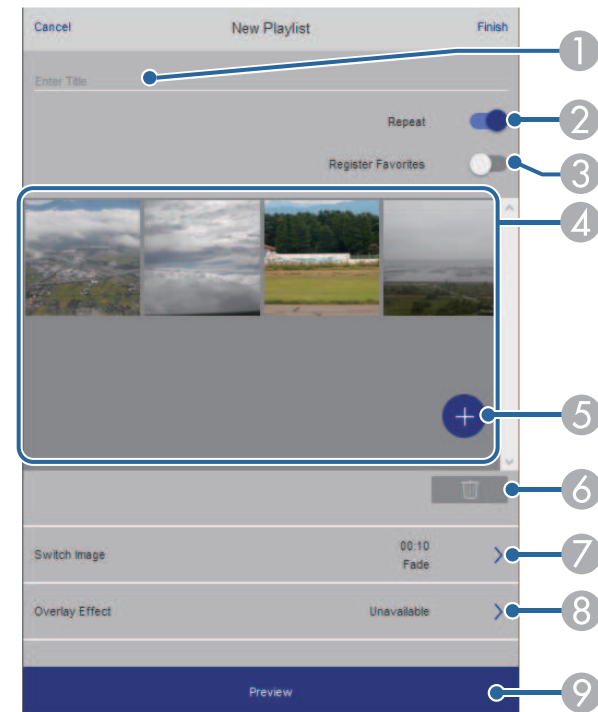 Cancel New Playlist Finish
1
Enter Title
Repeat 2
Register Favorites 3
4
5
6
Switch Image 00:10 7
Fade
Overlay Effect Unavailable 8
Preview 9